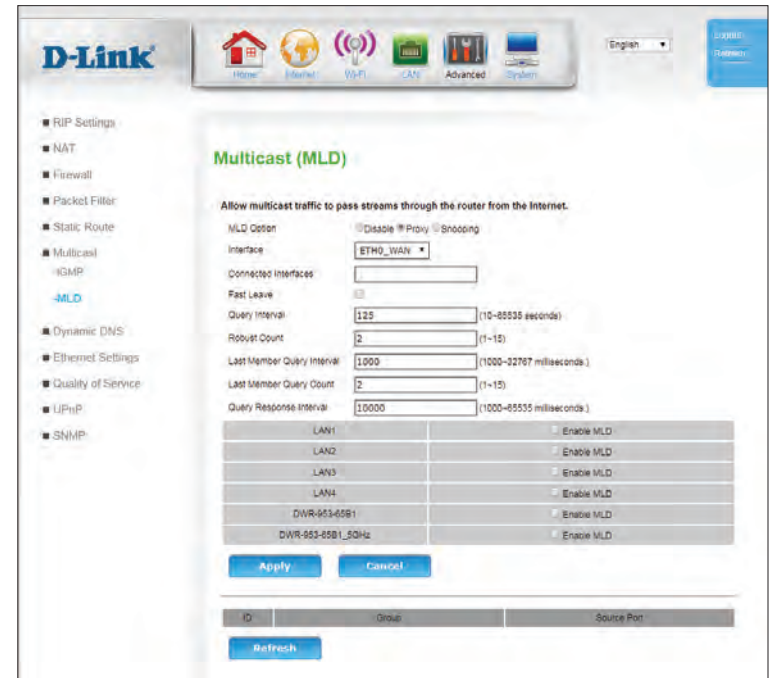 D-Link
Home Internet Wi-Fi LAN Advanced System
English
Logout
Refresh
RIP Settings
NAT
Firewall
Packet Filter
Static Route
Multicast
-IGMP
-MLD
Dynamic DNS
Ethernet Settings
Quality of Service
UPnP
SNMP
Multicast (MLD)
Allow multicast traffic to pass streams through the router from the Internet.
MLD Option Disable Proxy Snooping
Interface ETH0_WAN
Connected Interfaces
Fast Leave
Query Interval 125 (10~65535 seconds)
Robust Count 2 (1~15)
Last Member Query Interval 1000 (1000~32767 milliseconds.)
Last Member Query Count 2 (1~15)
Query Response Interval 10000 (1000~65535 milliseconds.)
LAN1 Enable MLD
LAN2 Enable MLD
LAN3 Enable MLD
LAN4 Enable MLD
DWR-953-65B1 Enable MLD
DWR-953-65B1_5GHz Enable MLD
Apply Cancel
ID Group Source Port
Refresh